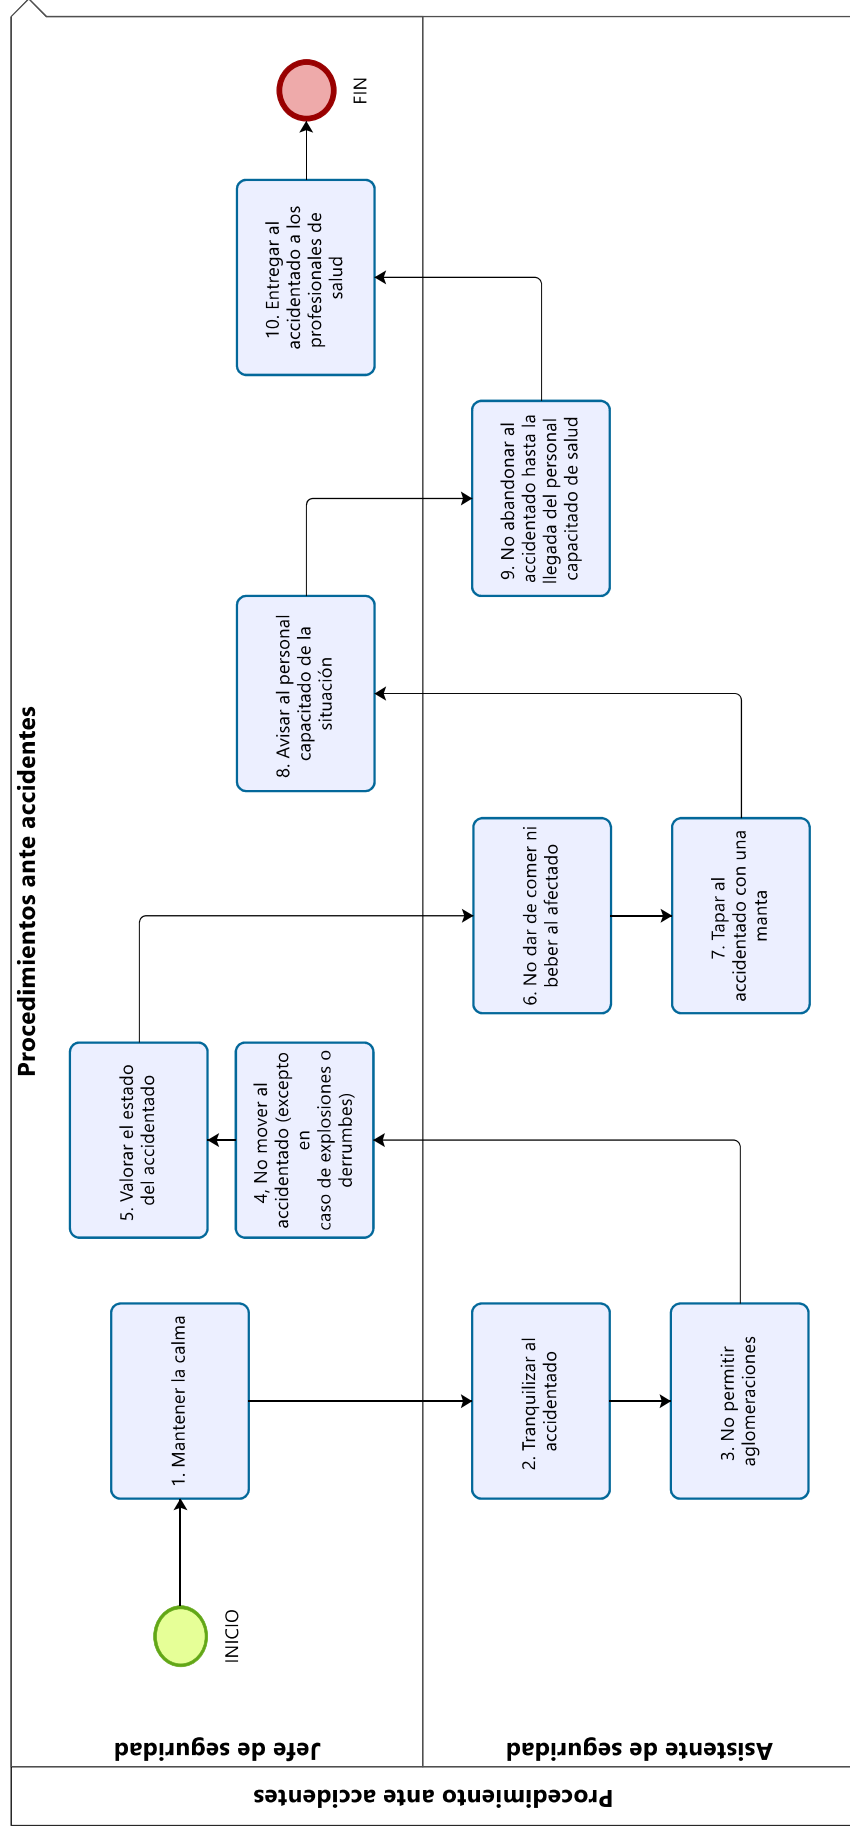 Procedimientos ante accidentes
Procedimiento ante accidentes
Jefe de seguridad
Asistente de seguridad
INICIO
1. Mantener la calma
2. Tranquilizar al
accidentado
3. No permitir
aglomeraciones
4, No mover al
accidentado (excepto
en
caso de explosiones o
derrumbes)
5. Valorar el estado
del accidentado
6. No dar de comer ni
beber al afectado
7. Tapar al
accidentado con una
manta
8. Avisar al personal
capacitado de la
situación
9. No abandonar al
accidentado hasta la
llegada del personal
capacitado de salud
10. Entregar al
accidentado a los
profesionales de
salud
FIN